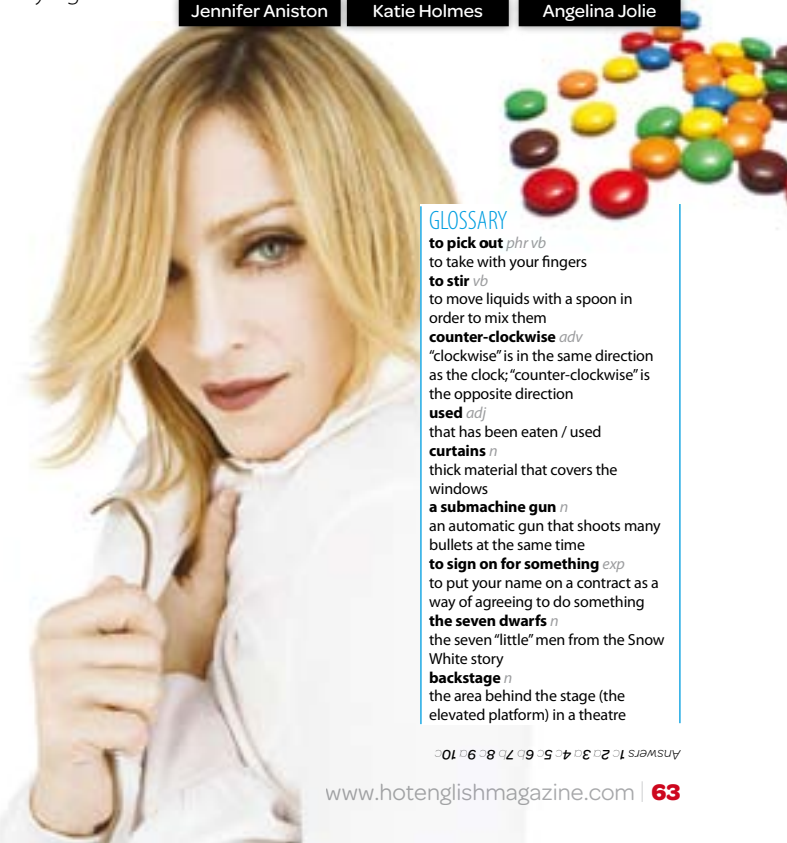 Jennifer Aniston
Katie Holmes
Angelina Jolie
GLOSSARY
to pick out phr vb
to take with your fingers
to stir vb
to move liquids with a spoon in
order to mix them
counter-clockwise adv
“clockwise” is in the same direction
as the clock; “counter-clockwise” is
the opposite direction
used adj
that has been eaten / used
curtains n
thick material that covers the
windows
a submachine gun n
an automatic gun that shoots many
bullets at the same time
to sign on for something exp
to put your name on a contract as a
way of agreeing to do something
the seven dwarfs n
the seven “little” men from the Snow
White story
backstage n
the area behind the stage (the
elevated platform) in a theatre
Answers 1c 2a 3a 4c 5c 6b 7b 8c 9a 10c
www.hotenglishmagazine.com | 63